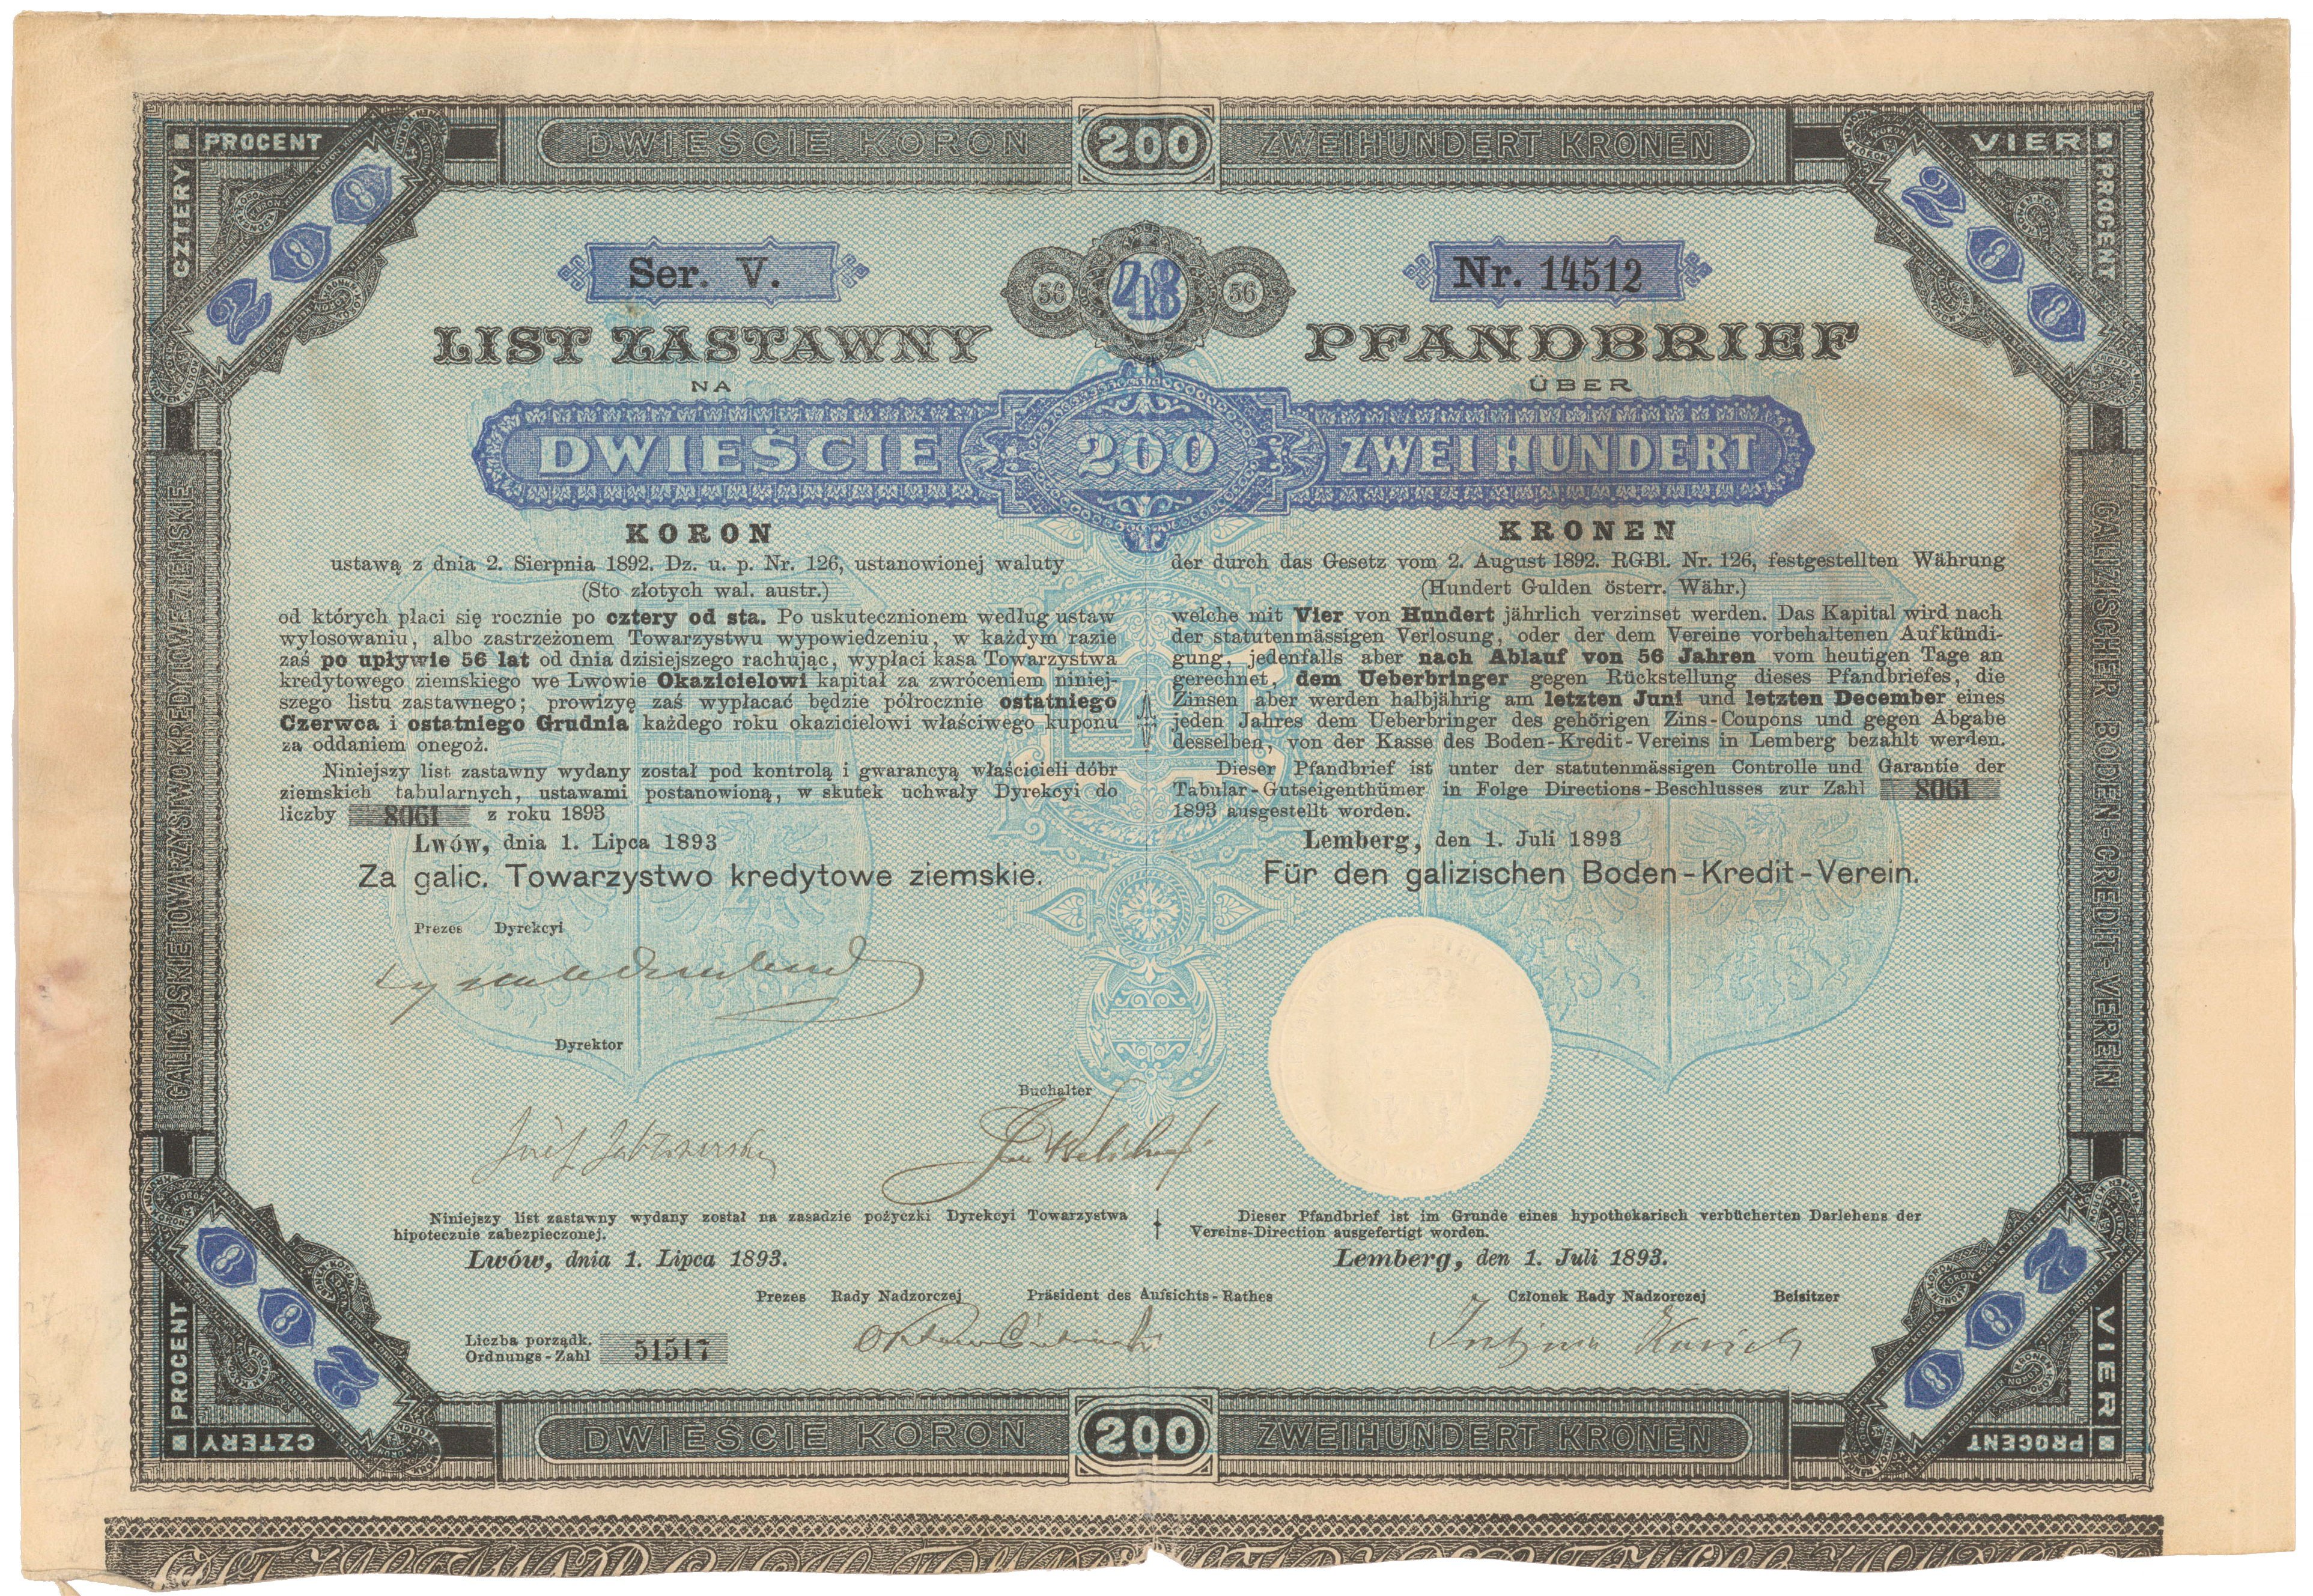 PROCENT
CZTERY
DWIEŚCIE KORON
200
ZWEIHUNDERT KRONEN
VIER
PROCENT
200
200
Ser. V.
56
4%
56
Nr. 14512
LIST ZASTAWNY
PFANDBRIEF
NA
ÜBER
DWIEŚCIE
200
ZWEI HUNDERT
KORON
ustawą z dnia 2. Sierpnia 1892. Dz. u. p. Nr. 126, ustanowionej waluty
(Sto złotych wal. austr.)
od których płaci się rocznie po cztery od sta. Po uskutecznionem według ustaw
wylosowaniu, albo zastrzeżonem Towarzystwu wypowiedzeniu, w każdym razie
zaś po upływie 56 lat od dnia dzisiejszego rachując, wypłaci kasa Towarzystwa
kredytowego ziemskiego we Lwowie Okazicielowi kapitał za zwróceniem niniej-
szego listu zastawnego; prowizyę zaś wypłacać będzie półrocznie ostatniego
Czerwca i ostatniego Grudnia każdego roku okazicielowi właściwego kuponu
za oddaniem onegoż.
Niniejszy list zastawny wydany został pod kontrolą i gwarancyą właścicieli dóbr
ziemskich tabularnych, ustawami postanowioną, w skutek uchwały Dyrekcyi do
liczby 8061 z roku 1893
Lwów, dnia 1. Lipca 1893
Za galic. Towarzystwo kredytowe ziemskie.
KRONEN
der durch das Gesetz vom 2. August 1892. RGBl. Nr. 126, festgestellten Währung
(Hundert Gulden österr. Währ.)
welche mit Vier von Hundert jährlich verzinset werden. Das Kapital wird nach
der statutenmässigen Verlosung, oder der dem Vereine vorbehaltenen Aufkündi-
gung, jedenfalls aber nach Ablauf von 56 Jahren vom heutigen Tage an
gerechnet, dem Ueberbringer gegen Rückstellung dieses Pfandbriefes, die
Zinsen aber werden halbjährig am letzten Juni und letzten December eines
jeden Jahres dem Ueberbringer des gehörigen Zins-Coupons und gegen Abgabe
desselben, von der Kasse des Boden-Kredit-Vereins in Lemberg bezahlt werden.
Dieser Pfandbrief ist unter der statutenmässigen Controlle und Garantie der
Tabular-Gutseigenthümer in Folge Directions-Beschlusses zur Zahl 8061
1893 ausgestellt worden.
Lemberg, den 1. Juli 1893
Für den galizischen Boden-Kredit-Verein.
GALICYJSKIE TOWARZYSTWO KREDYTOWE ZIEMSKIE
GALIZISCHER BODEN-CREDIT-VEREIN
Prezes Dyrekcyi
Dyrektor
Buchalter
Józef
Niniejszy list zastawny wydany został na zasadzie pożyczki Dyrekcyi Towarzystwa
hipotecznie zabezpieczonej.
Lwów, dnia 1. Lipca 1893.
Dieser Pfandbrief ist im Grunde eines hypothekarisch verbücherten Darlehens der
Vereins-Direction ausgefertigt worden.
Lemberg, den 1. Juli 1893.
Prezes Rady Nadzorczej Präsident des Aufsichts-Rathes
Członek Rady Nadzorczej Beisitzer
Liczba porządk.
Ordnungs-Zahl 51517
200
200
PROCENT
CZTERY
DWIEŚCIE KORON
200
ZWEIHUNDERT KRONEN
VIER
PROCENT